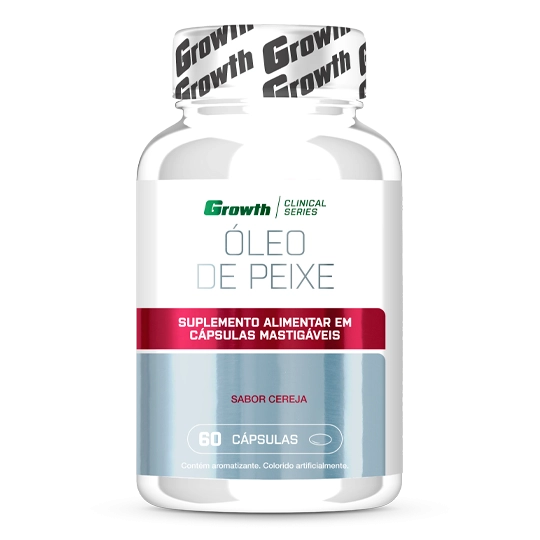 Growth Growth
Growth Growth
Growth
CLINICAL
SERIES
ÓLEO
DE PEIXE
SUPLEMENTO ALIMENTAR EM
CÁPSULAS MASTIGÁVEIS
SABOR CEREJA
60 CÁPSULAS
Contém aromatizante. Colorido artificialmente.